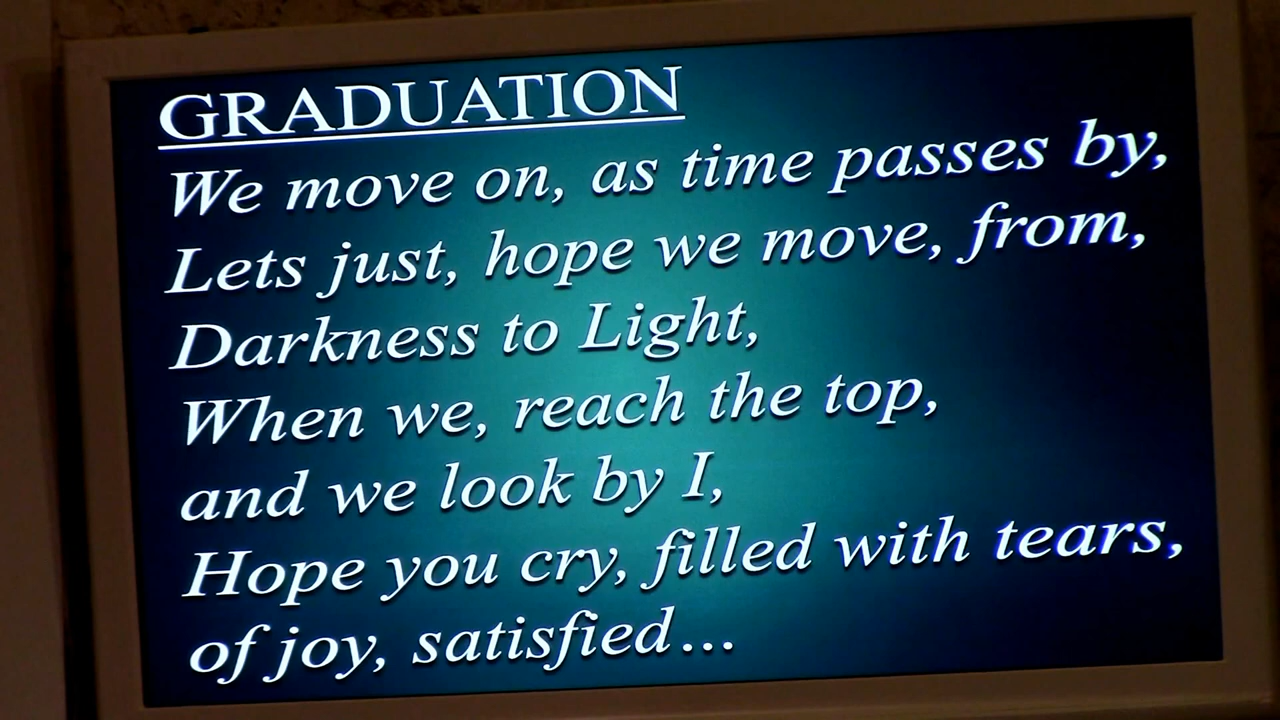 GRADUATION
We move on, as time passes by,
Lets just, hope we move, from,
Darkness to Light,
When we, reach the top,
and we look by I,
Hope you cry, filled with tears,
of joy, satisfied...